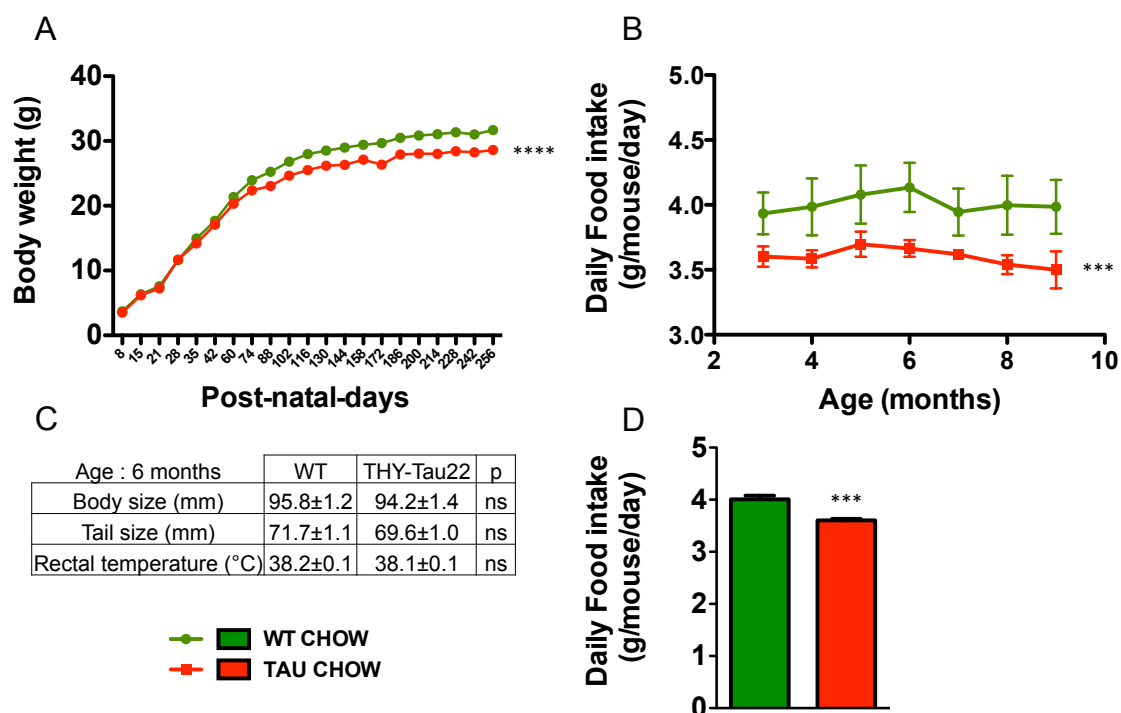 A
Body weight (g)
40
30
20
10
0
8 15 21 28 35 42 60 74 88 102 116 130 144 158 172 186 200 214 228 242 256
Post-natal-days
****
B
Daily Food intake
(g/mouse/day)
5.0
4.5
4.0
3.5
3.0
2 4 6 8 10
Age (months)
***
C
Age : 6 months WT THY-Tau22 p
Body size (mm) 95.8±1.2 94.2±1.4 ns
Tail size (mm) 71.7±1.1 69.6±1.0 ns
Rectal temperature (°C) 38.2±0.1 38.1±0.1 ns
WT CHOW
TAU CHOW
D
Daily Food intake
(g/mouse/day)
5
4
3
2
1
0
***